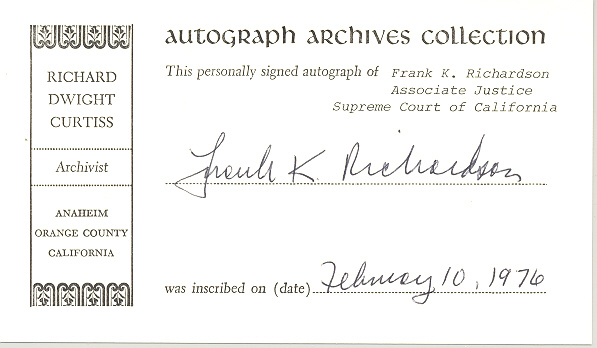 autograph archives collection
RICHARD
DWIGHT
CURTISS
Archivist
ANAHEIM
ORANGE COUNTY
CALIFORNIA
This personally signed autograph of Frank K. Richardson
Associate Justice
Supreme Court of California
Frank K. Richardson
was inscribed on (date) February 10, 1976